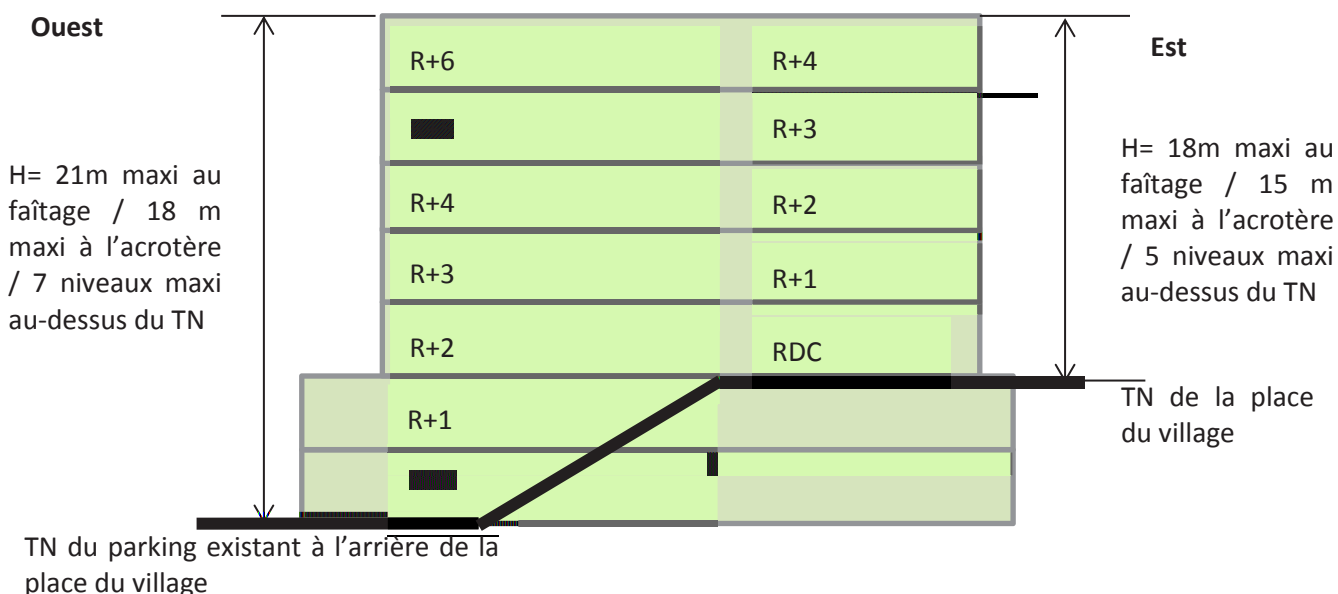 Ouest
Est
R+6
R+4
R+3
H= 21m maxi au
faîtage / 18 m
maxi à l'acrotère
/ 7 niveaux maxi
au-dessus du TN
H= 18m maxi au
faîtage / 15 m
maxi à l'acrotère
/ 5 niveaux maxi
au-dessus du TN
R+4
R+2
R+3
R+1
R+2
RDC
R+1
TN de la place
du village
TN du parking existant à l'arrière de la
place du village